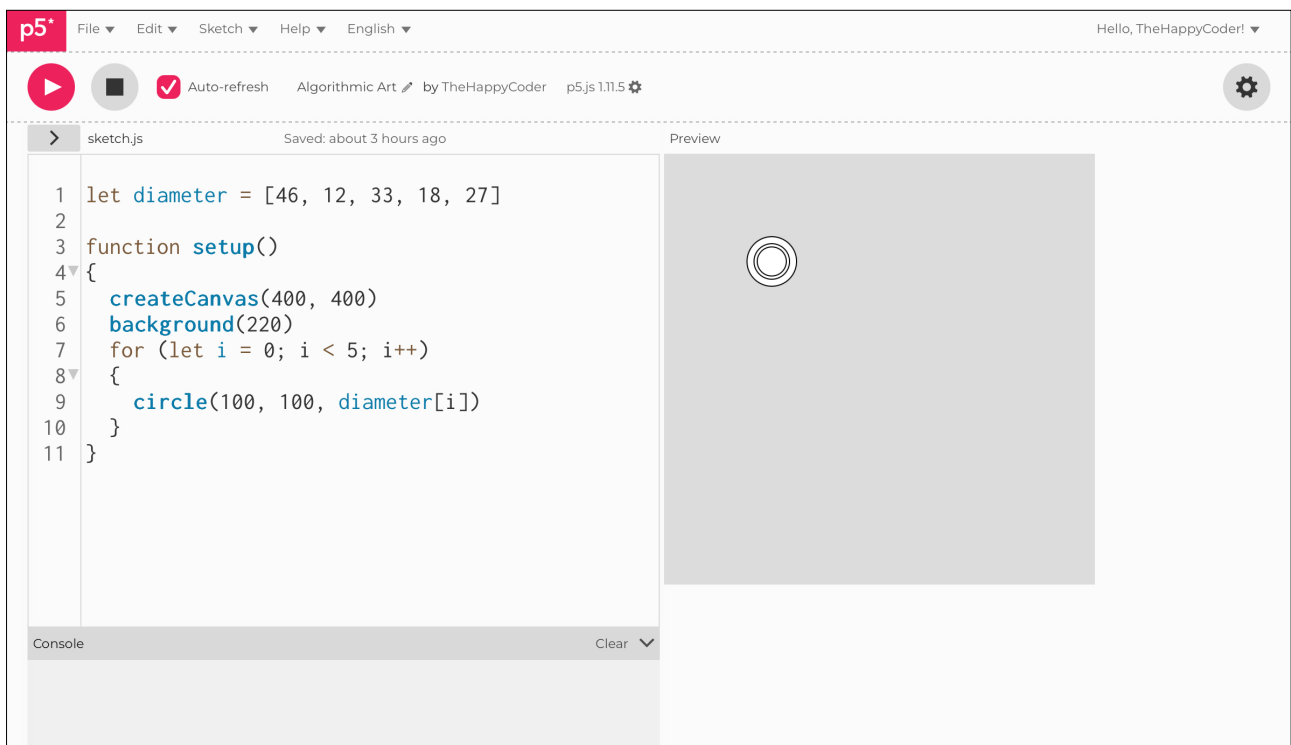 p5* File Edit Sketch Help English Hello, TheHappyCoder!
Auto-refresh Algorithmic Art by TheHappyCoder p5.js 1.11.5
> sketch.js Saved: about 3 hours ago Preview
1 let diameter = [46, 12, 33, 18, 27]
2
3 function setup()
4 {
5 createCanvas(400, 400)
6 background(220)
7 for (let i = 0; i < 5; i++)
8 {
9 circle(100, 100, diameter[i])
10 }
11 }
Console Clear